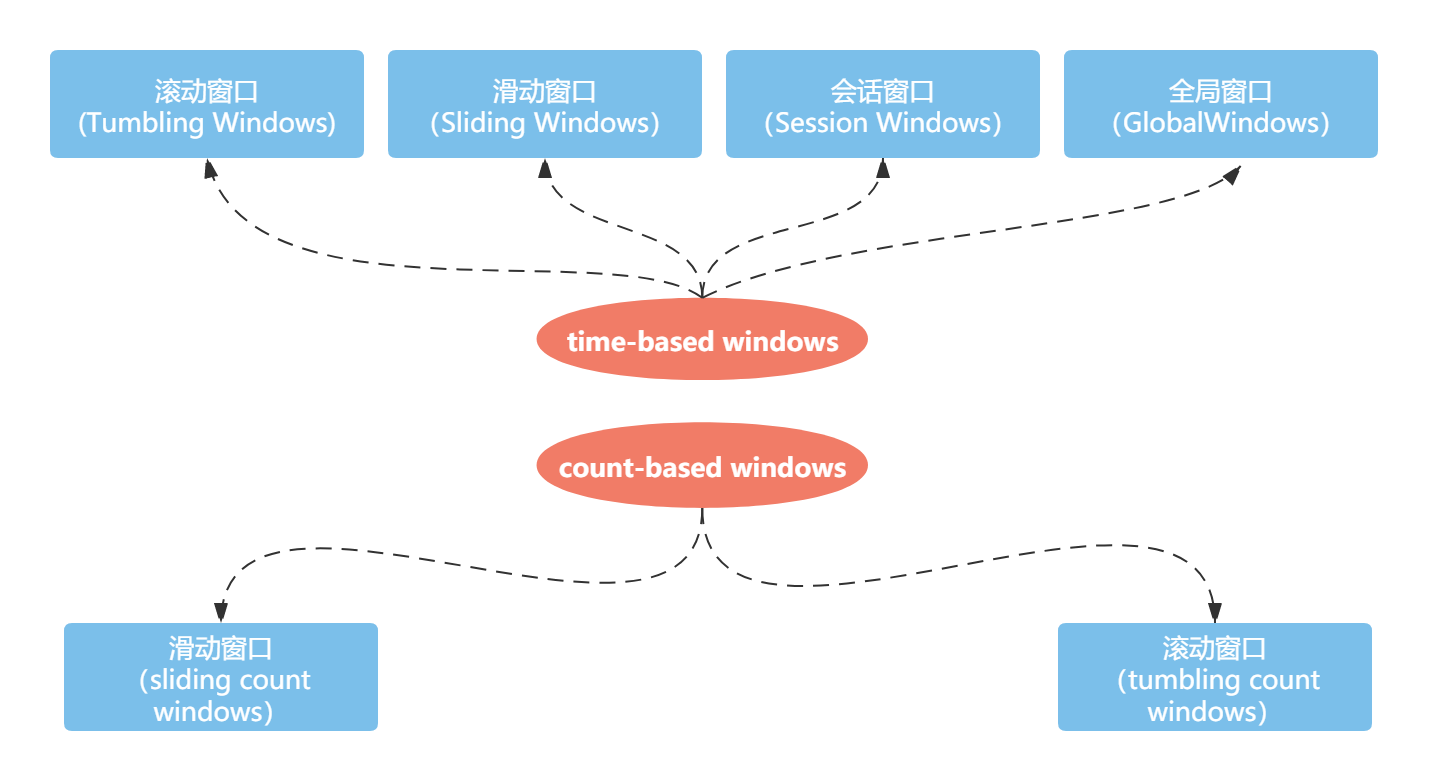 滚动窗口
(Tumbling Windows)
滑动窗口
（Sliding Windows）
会话窗口
（Session Windows）
全局窗口
（GlobalWindows）
time-based windows
count-based windows
滑动窗口
（sliding count
windows）
滚动窗口
（tumbling count
windows）